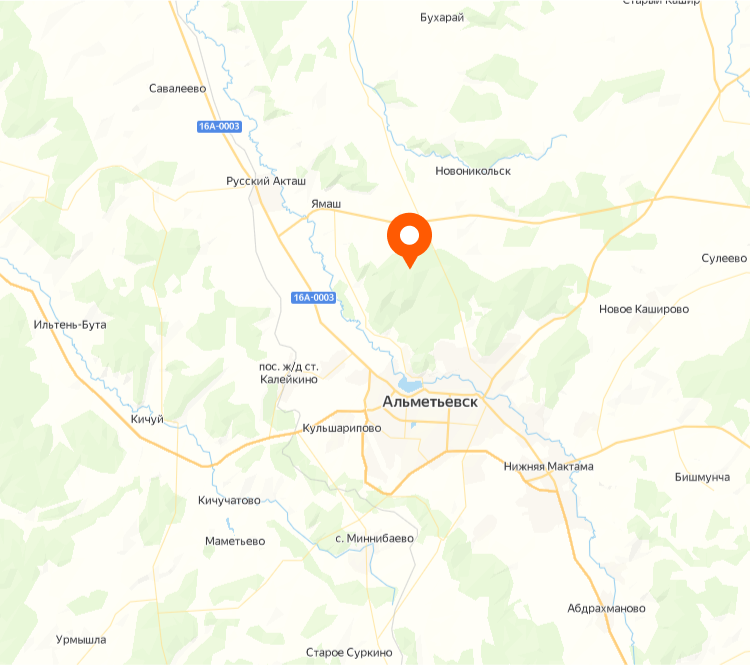 Старый Кашир
Бухарай
Савалеево
16А-0003
Новоникольск
Русский Акташ
Ямаш
Сулеево
16А-0003
Новое Каширово
Ильтень-Бута
пос. ж/д ст.
Калейкино
Альметьевск
Кичуй
Кульшарипово
Нижняя Мактама
Бишмунча
Кичучатово
с. Миннибаево
Маметьево
Абдрахманово
Урмышла
Старое Суркино